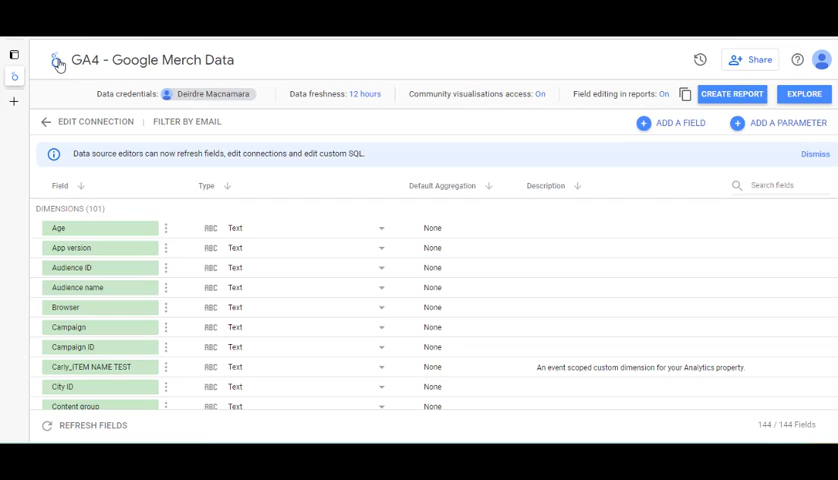 GA4 - Google Merch Data
Share
Data credentials: Deirdre Macnamara
Data freshness: 12 hours
Community visualisations access: On
Field editing in reports: On
CREATE REPORT
EXPLORE
EDIT CONNECTION | FILTER BY EMAIL
ADD A FIELD
ADD A PARAMETER
Data source editors can now refresh fields, edit connections and edit custom SQL.
Dismiss
Field Type Default Aggregation Description Search fields
DIMENSIONS (101)
Age ABC Text None
App version ABC Text None
Audience ID ABC Text None
Audience name ABC Text None
Browser ABC Text None
Campaign ABC Text None
Campaign ID ABC Text None
Carly_ITEM NAME TEST ABC Text None An event scoped custom dimension for your Analytics property.
City ID ABC Text None
Content group ABC Text None
REFRESH FIELDS
144 / 144 Fields